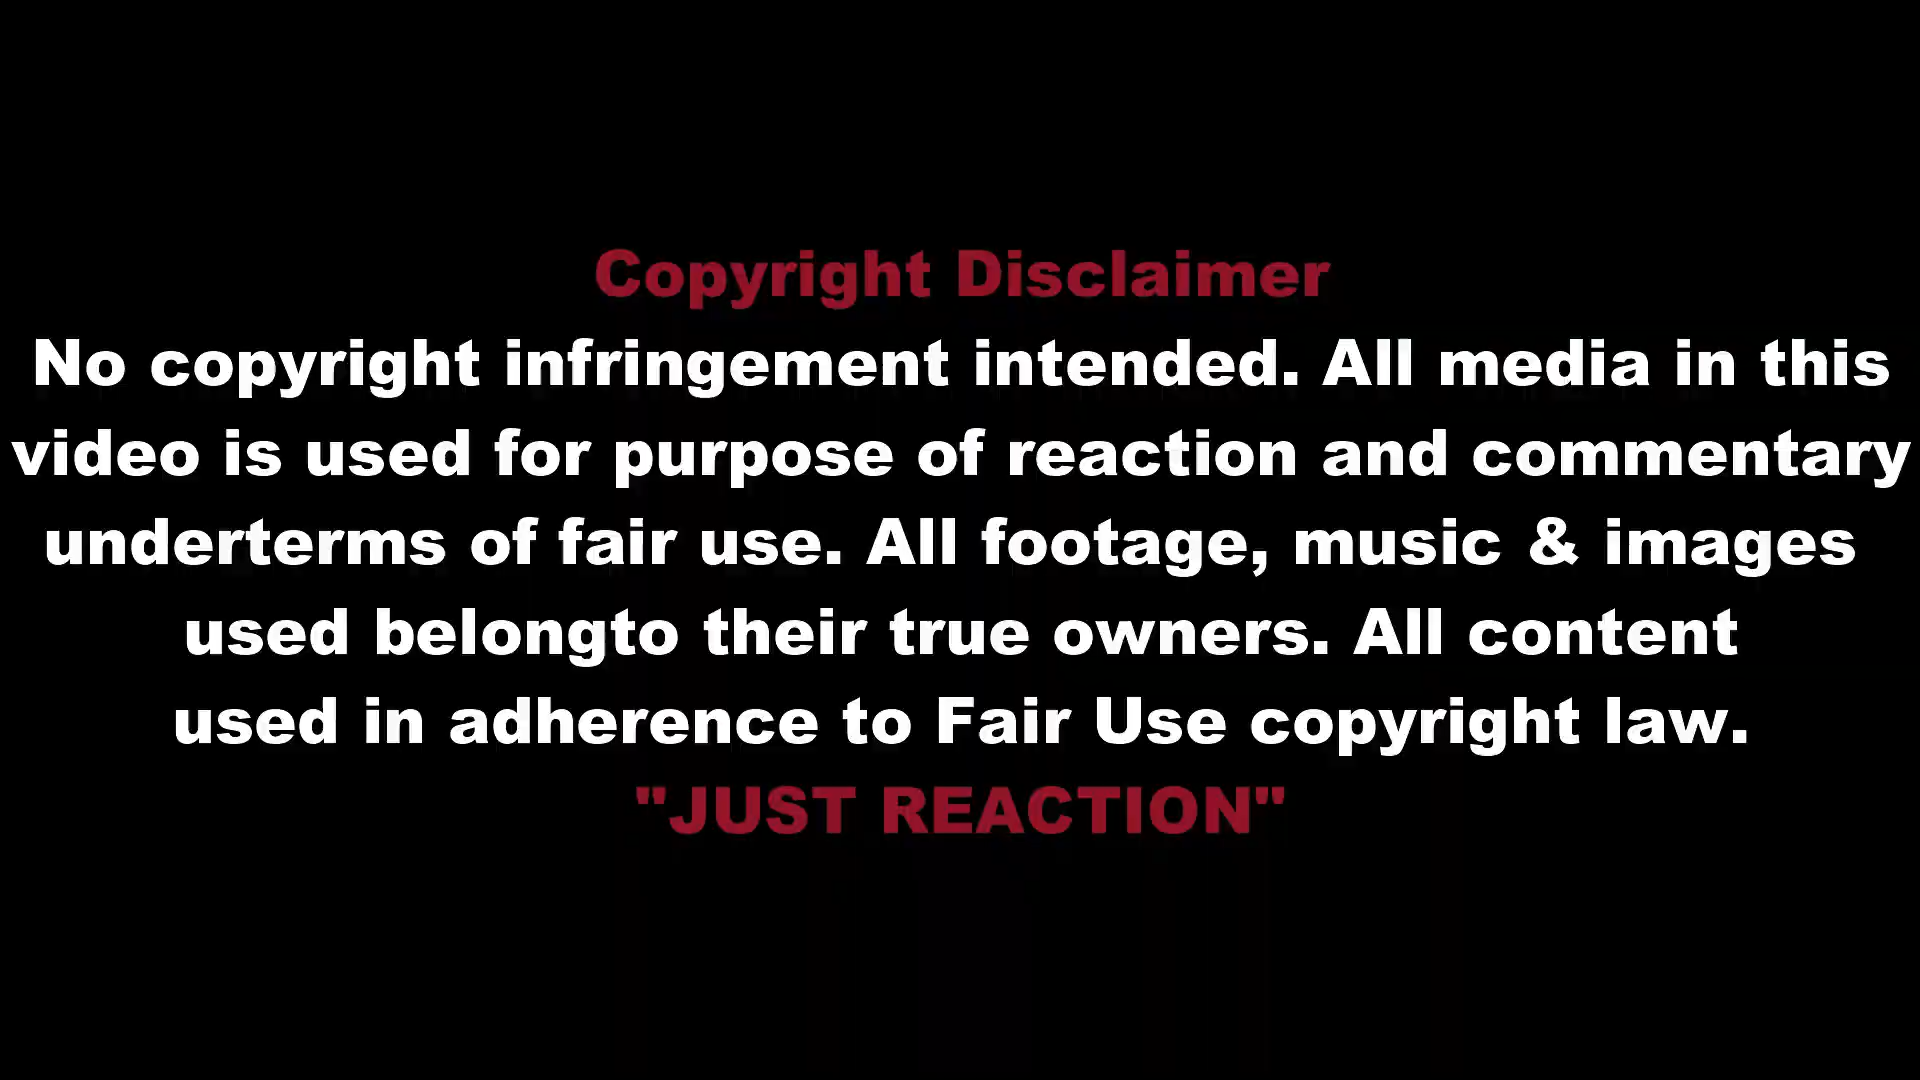 Copyright Disclaimer
No copyright infringement intended. All media in this
video is used for purpose of reaction and commentary
underterms of fair use. All footage, music & images
used belongto their true owners. All content
used in adherence to Fair Use copyright law.
"JUST REACTION"